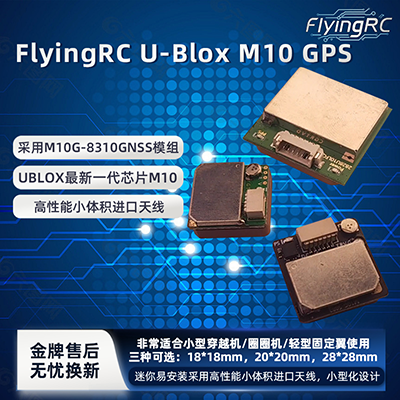 FlyingRC
FlyingRC U-Blox M10 GPS
采用M10G-8310GNSS模组
UBLOX最新一代芯片M10
高性能小体积进口天线
金牌售后
无忧换新
非常适合小型穿越机/圈圈机/轻型固定翼使用
三种可选：18*18mm，20*20mm，28*28mm
迷你易安装采用高性能小体积进口天线，小型化设计